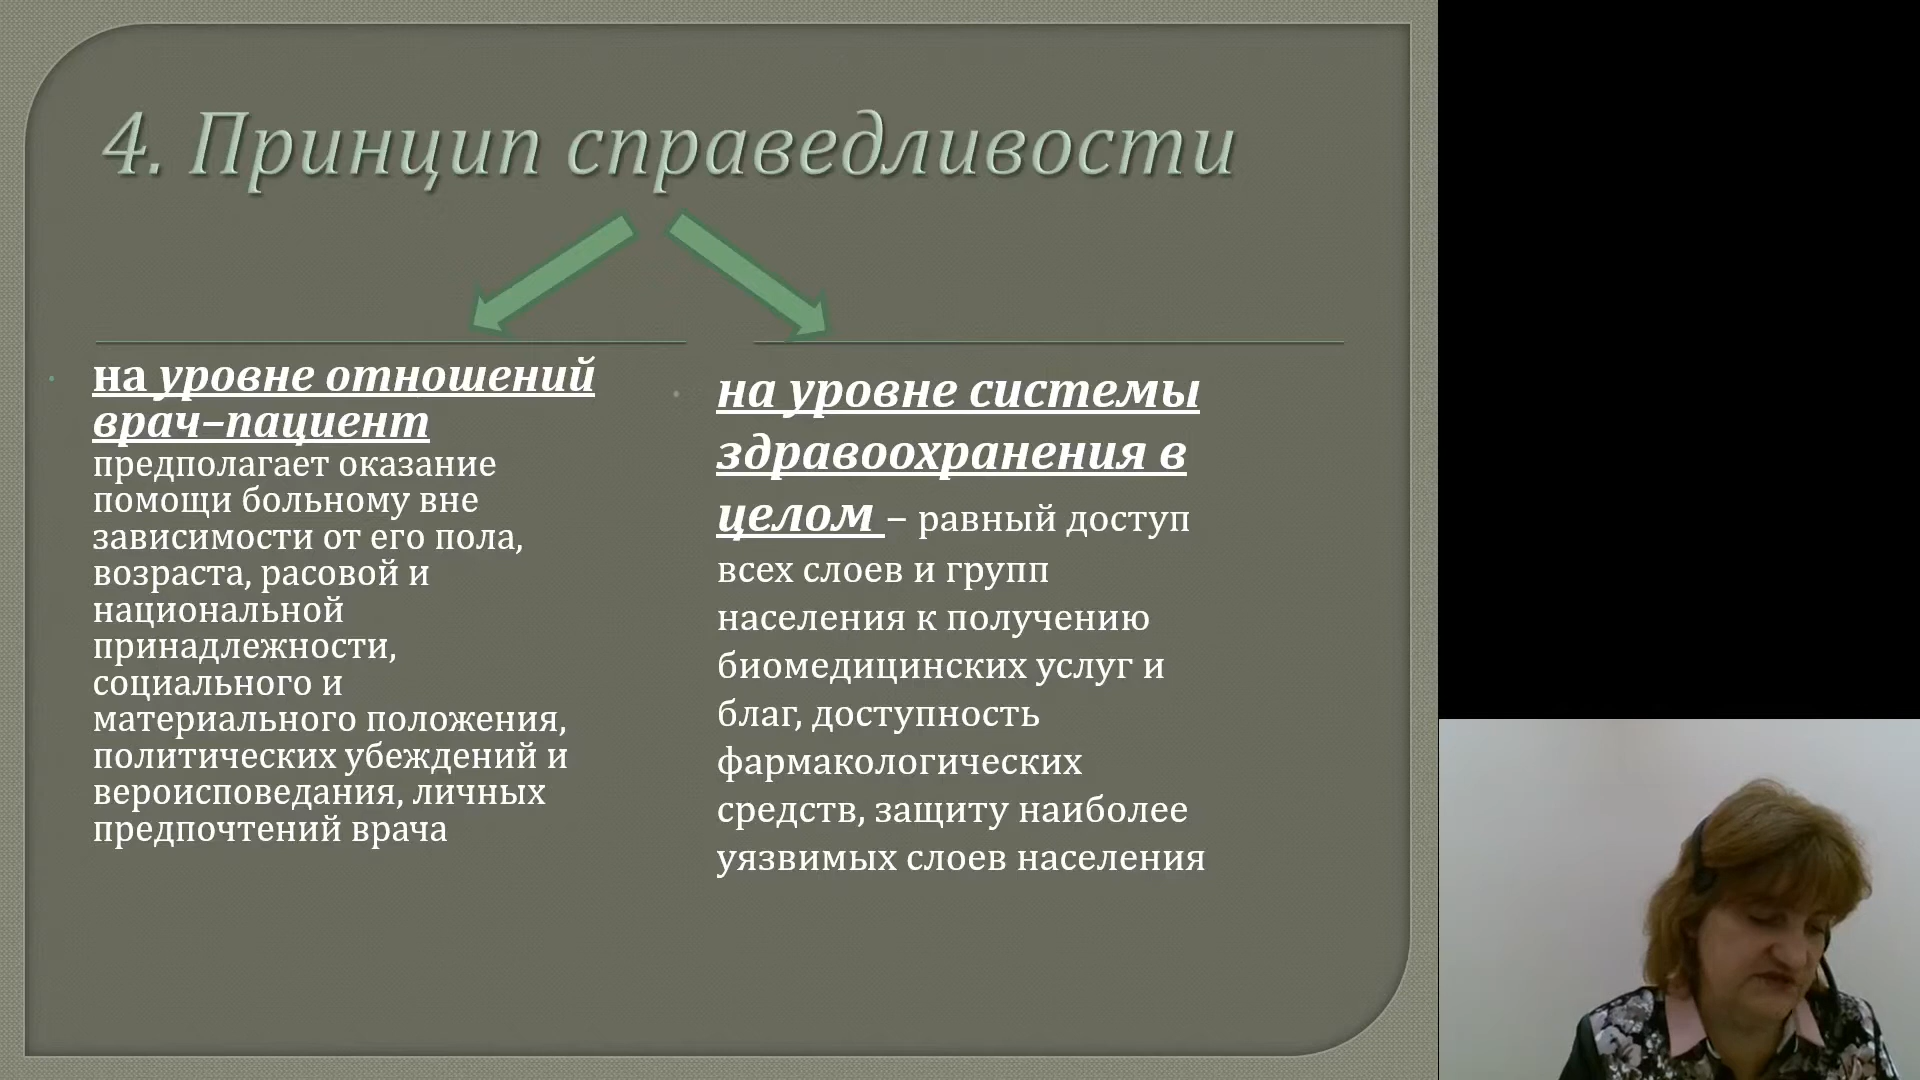 4. Принцип справедливости
на уровне отношений
врач–пациент
предполагает оказание
помощи больному вне
зависимости от его пола,
возраста, расовой и
национальной
принадлежности,
социального и
материального положения,
политических убеждений и
вероисповедания, личных
предпочтений врача
на уровне системы
здравоохранения в
целом – равный доступ
всех слоев и групп
населения к получению
биомедицинских услуг и
благ, доступность
фармакологических
средств, защиту наиболее
уязвимых слоев населения